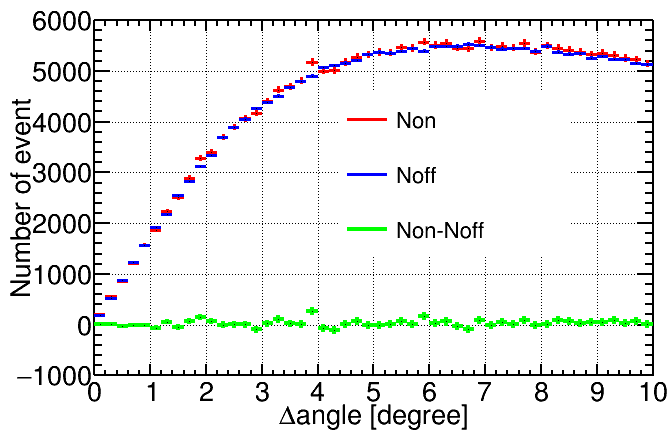 Number of event
6000
5000
4000
3000
2000
1000
0
−1000
Non
Noff
Non-Noff
0 1 2 3 4 5 6 7 8 9 10
Δangle [degree]